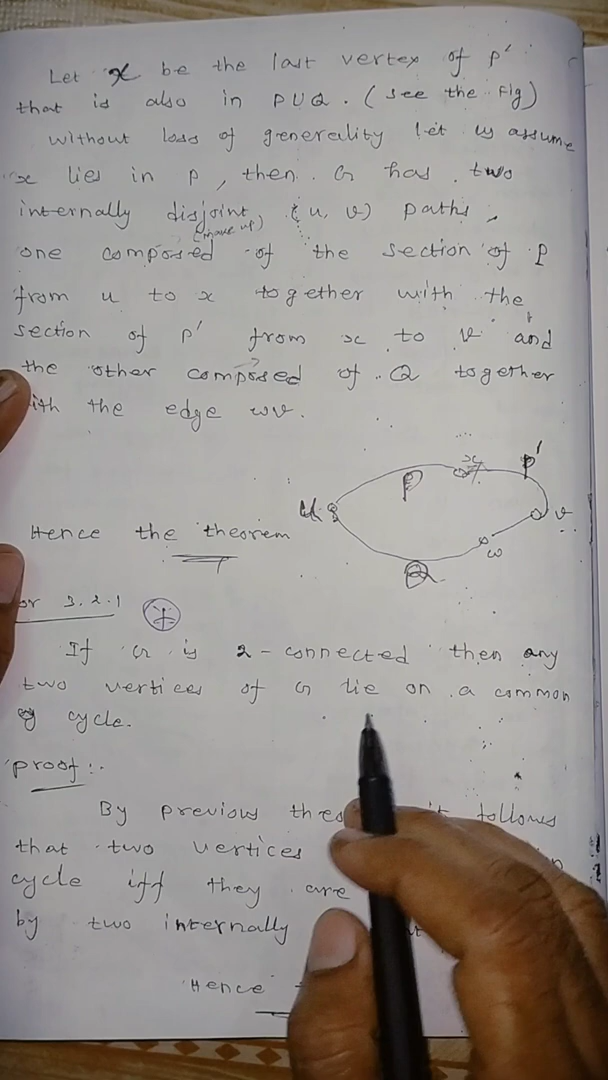 Let x be the last vertex of p'
that is also in PUQ. (see the Fig)
without loss of generality let us assume
x lies in p, then G has two
internally disjoint (u, v) paths,
(make up)
one composed of the section of P
from u to x together with the
section of p' from x to v and
the other composed of Q together
with the edge wv.
x p'
P
u v
w
Q
Hence the theorem
3.2.1
If G is 2-connected then any
two vertices of G lie on a common
cycle.
proof:-
By previous it follows
that two vertices
cycle iff they are
by two internally
Hence